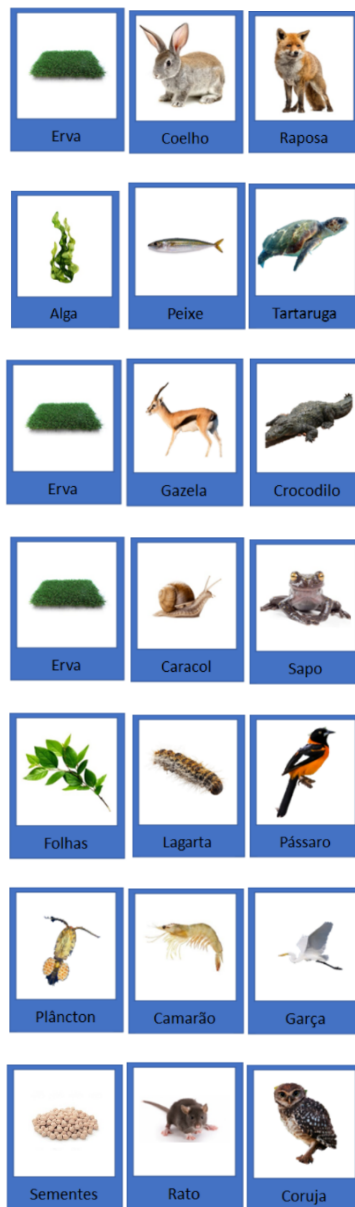 Erva
Coelho
Raposa
Alga
Peixe
Tartaruga
Erva
Gazela
Crocodilo
Erva
Caracol
Sapo
Folhas
Lagarta
Pássaro
Plâncton
Camarão
Garça
Sementes
Rato
Coruja